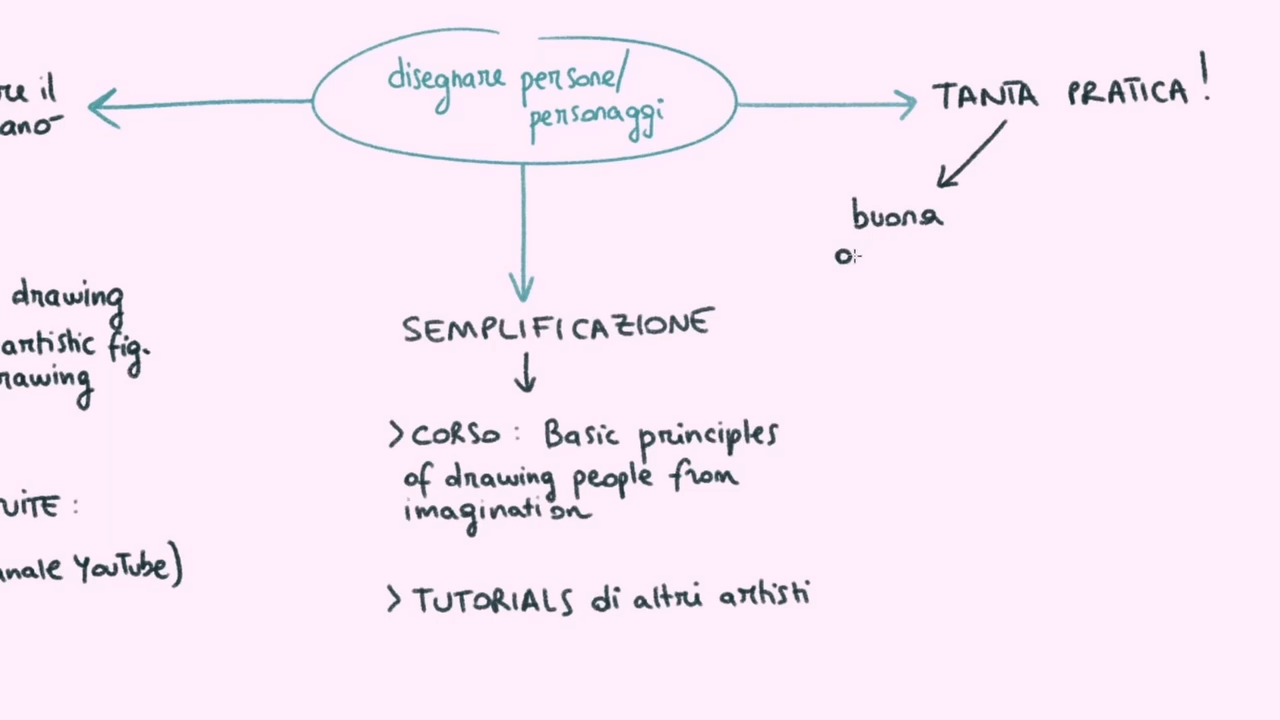 disegnare persone/
personaggi
re il
ano
TANTA PRATICA!
buona
o
drawing
artistic fig.
rawing
SEMPLIFICAZIONE
> CORSO: Basic principles
of drawing people from
imagination
UITE:
anale YouTube)
> TUTORIALS di altri artisti